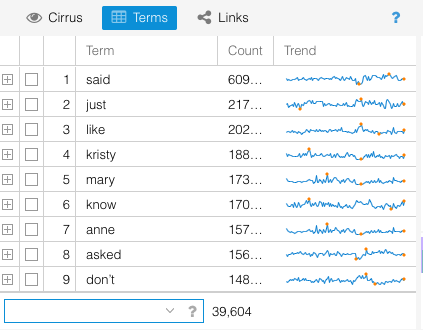 Cirrus Terms Links ?
Term Count Trend
1 said 609...
2 just 217...
3 like 202...
4 kristy 188...
5 mary 173...
6 know 170...
7 anne 157...
8 asked 156...
9 don't 148...
? 39,604